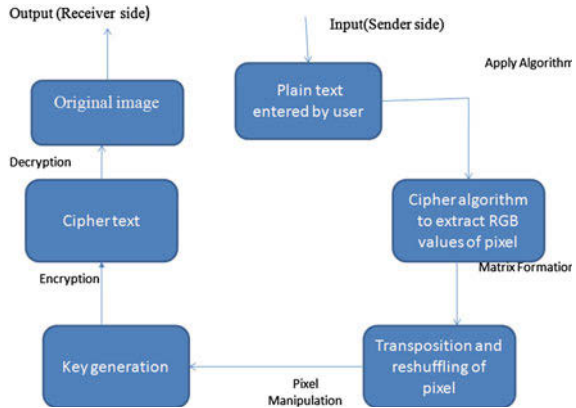 Output (Receiver side)
Input(Sender side)
Apply Algorithm
Plain text
entered by user
Original image
Decryption
Cipher text
Cipher algorithm
to extract RGB
values of pixel
Matrix Formation
Encryption
Key generation
Transposition and
reshuffling of
pixel
Pixel
Manipulation